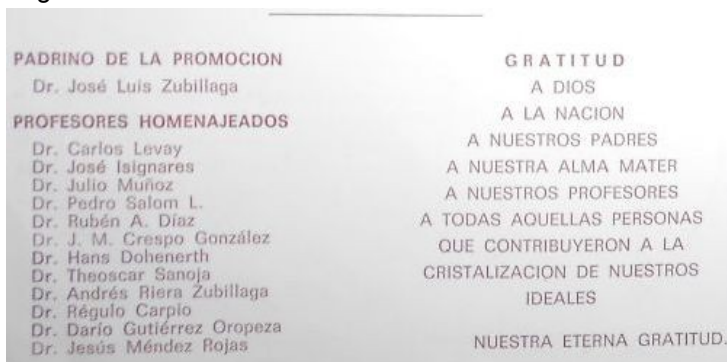 PADRINO DE LA PROMOCION
Dr. José Luis Zubillaga
PROFESORES HOMENAJEADOS
Dr. Carlos Levay
Dr. José Isignares
Dr. Julio Muñoz
Dr. Pedro Salom L.
Dr. Rubén A. Díaz
Dr. J. M. Crespo González
Dr. Hans Dohenerth
Dr. Theoscar Sanoja
Dr. Andrés Riera Zubillaga
Dr. Régulo Carpio
Dr. Darío Gutiérrez Oropeza
Dr. Jesús Méndez Rojas
GRATITUD
A DIOS
A LA NACION
A NUESTROS PADRES
A NUESTRA ALMA MATER
A NUESTROS PROFESORES
A TODAS AQUELLAS PERSONAS
QUE CONTRIBUYERON A LA
CRISTALIZACION DE NUESTROS
IDEALES
NUESTRA ETERNA GRATITUD.